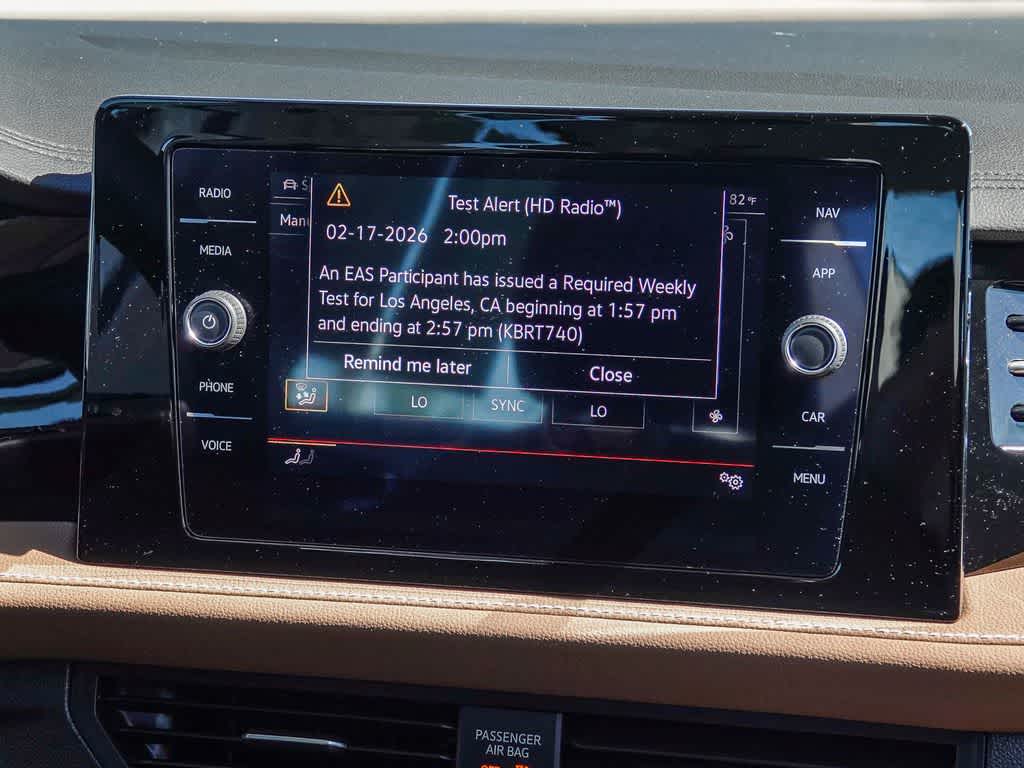 RADIO
MEDIA
PHONE
VOICE
S
Man
Test Alert (HD Radio™)
82 °F
02-17-2026 2:00pm
An EAS Participant has issued a Required Weekly
Test for Los Angeles, CA beginning at 1:57 pm
and ending at 2:57 pm (KBRT740)
Remind me later
Close
LO
SYNC
LO
NAV
APP
CAR
MENU
PASSENGER
AIR BAG